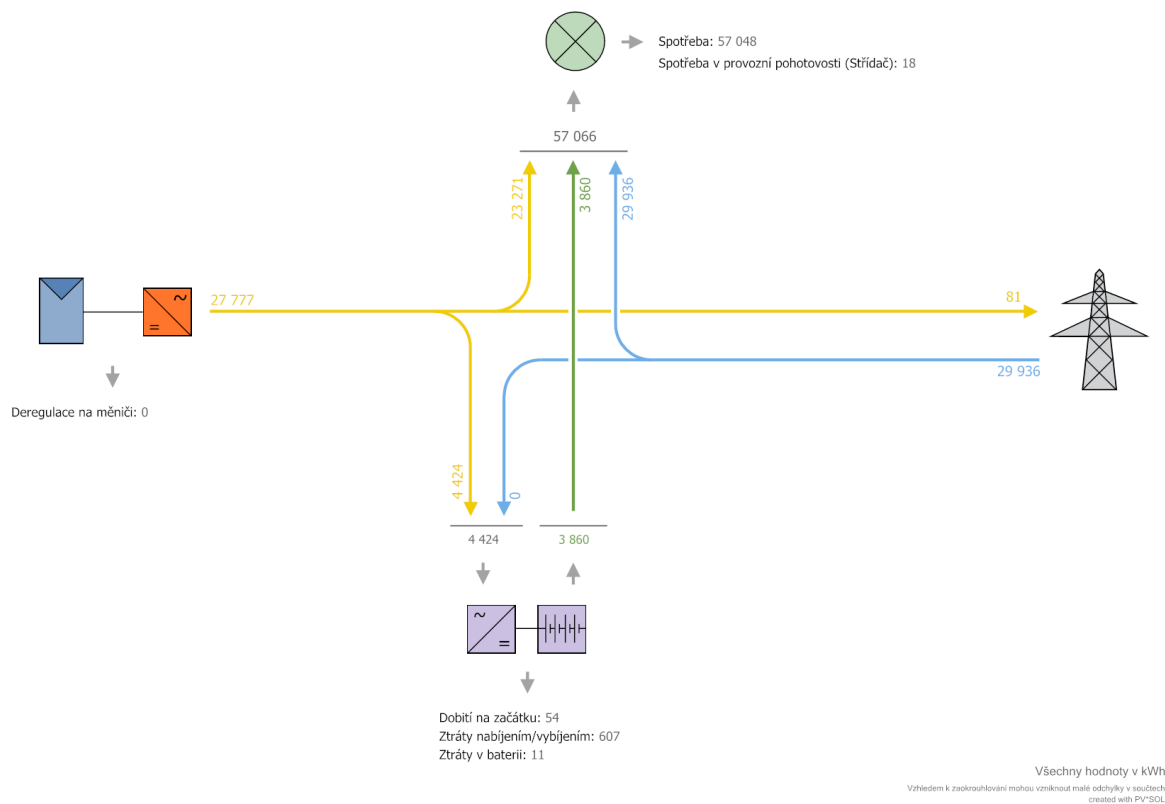 Spotřeba: 57 048
Spotřeba v provozní pohotovosti (Střídač): 18
57 066
23 271
3 860
29 936
27 777
81
29 936
Deregulace na měniči: 0
4 424
0
4 424
3 860
~
=
~
=
Dobití na začátku: 54
Ztráty nabíjením/vybíjením: 607
Ztráty v baterii: 11
Všechny hodnoty v kWh
Vzhledem k zaokrouhlování mohou vzniknout malé odchylky v součtech
created with PV*SOL